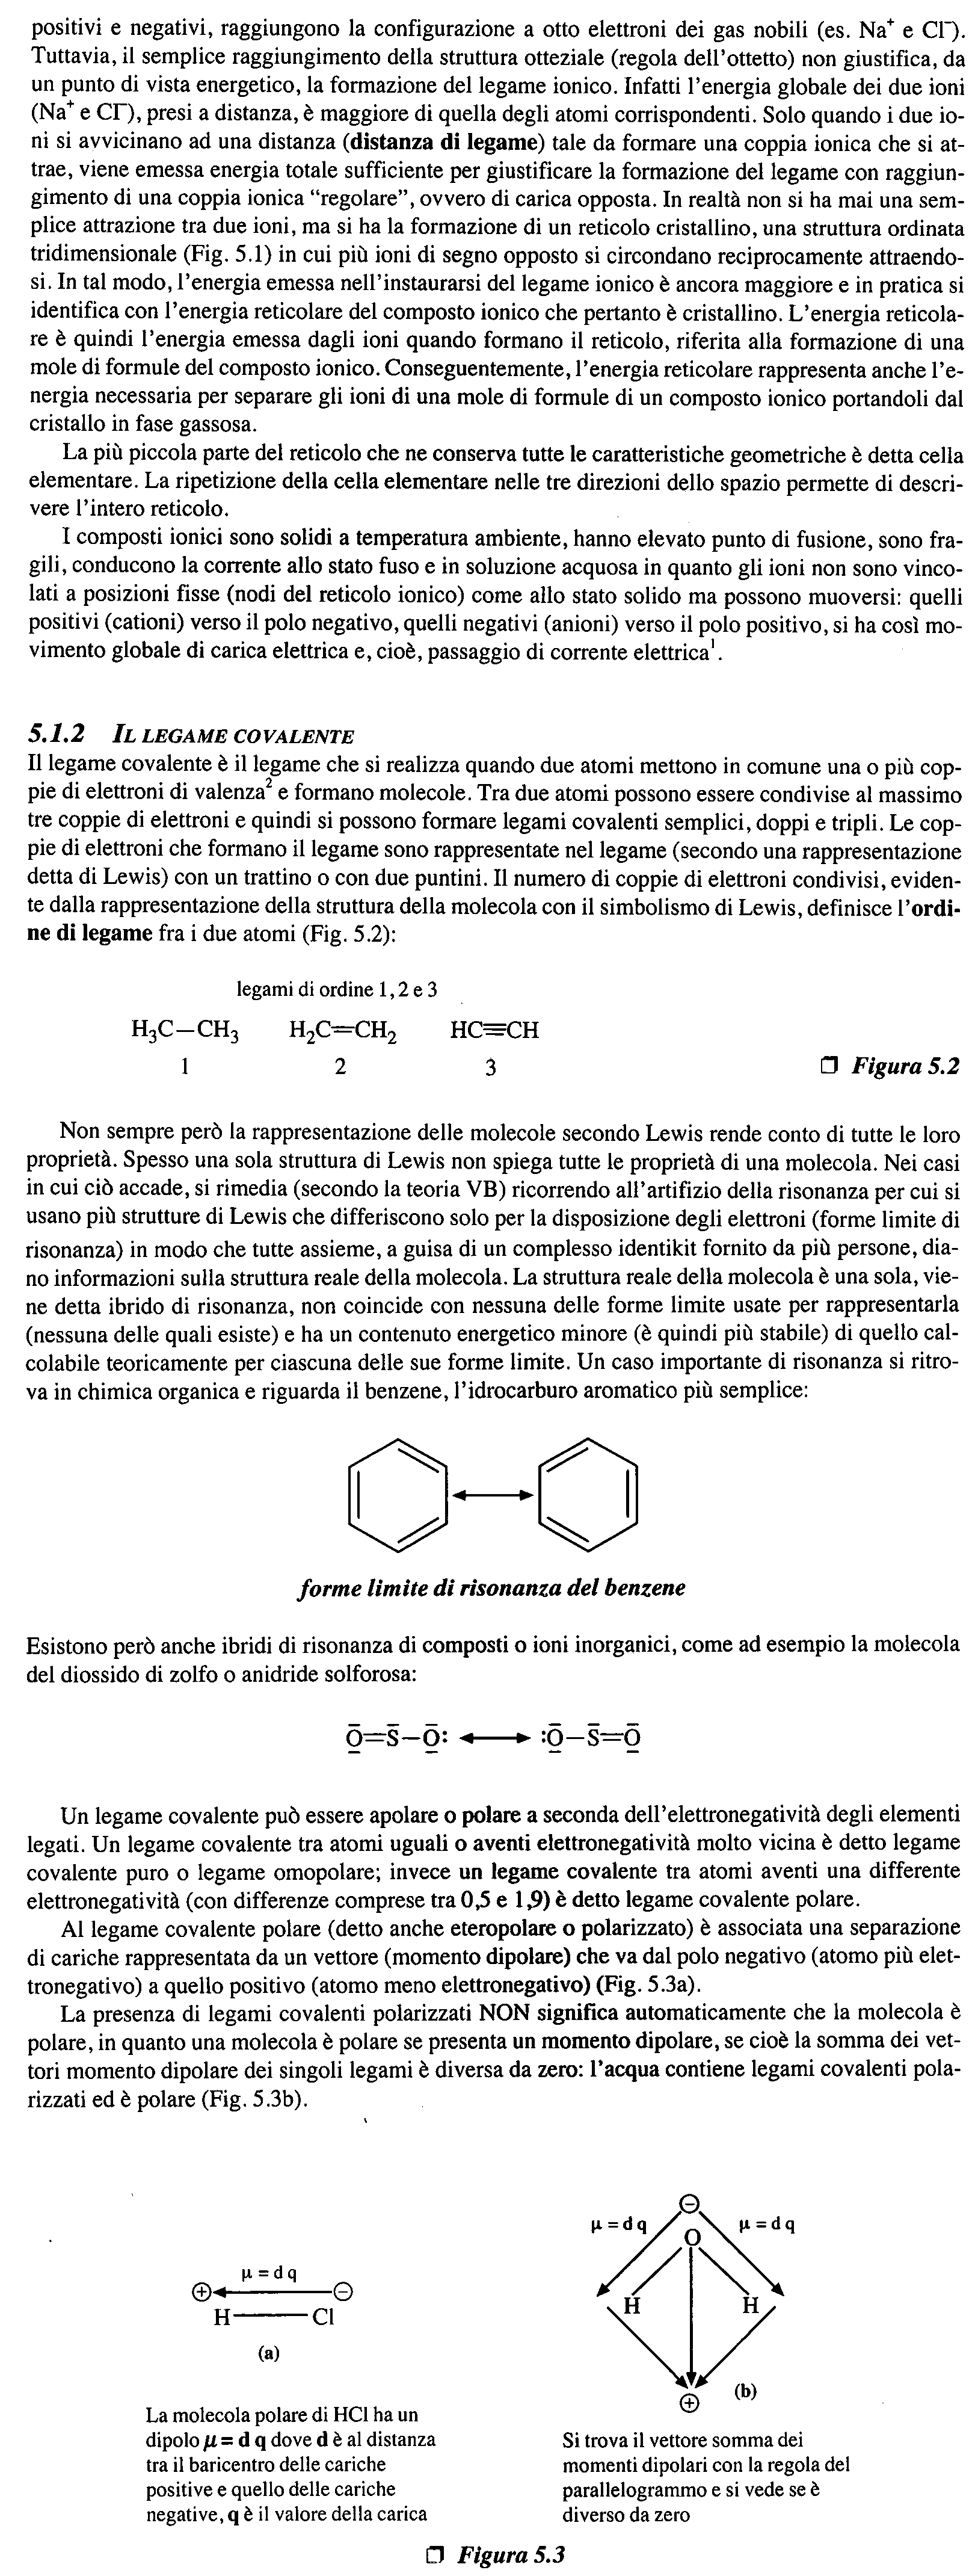 positivi e negativi, raggiungono la configurazione a otto elettroni dei gas nobili (es. Na⁺ e Cl⁻).
Tuttavia, il semplice raggiungimento della struttura otteziale (regola dell'ottetto) non giustifica, da
un punto di vista energetico, la formazione del legame ionico. Infatti l'energia globale dei due ioni
(Na⁺ e Cl⁻), presi a distanza, è maggiore di quella degli atomi corrispondenti. Solo quando i due io-
ni si avvicinano ad una distanza (distanza di legame) tale da formare una coppia ionica che si at-
trae, viene emessa energia totale sufficiente per giustificare la formazione del legame con raggiun-
gimento di una coppia ionica “regolare”, ovvero di carica opposta. In realtà non si ha mai una sem-
plice attrazione tra due ioni, ma si ha la formazione di un reticolo cristallino, una struttura ordinata
tridimensionale (Fig. 5.1) in cui più ioni di segno opposto si circondano reciprocamente attraendo-
si. In tal modo, l'energia emessa nell'instaurarsi del legame ionico è ancora maggiore e in pratica si
identifica con l'energia reticolare del composto ionico che pertanto è cristallino. L'energia reticola-
re è quindi l'energia emessa dagli ioni quando formano il reticolo, riferita alla formazione di una
mole di formule del composto ionico. Conseguentemente, l'energia reticolare rappresenta anche l'e-
nergia necessaria per separare gli ioni di una mole di formule di un composto ionico portandoli dal
cristallo in fase gassosa.
La più piccola parte del reticolo che ne conserva tutte le caratteristiche geometriche è detta cella
elementare. La ripetizione della cella elementare nelle tre direzioni dello spazio permette di descri-
vere l'intero reticolo.
I composti ionici sono solidi a temperatura ambiente, hanno elevato punto di fusione, sono fra-
gili, conducono la corrente allo stato fuso e in soluzione acquosa in quanto gli ioni non sono vinco-
lati a posizioni fisse (nodi del reticolo ionico) come allo stato solido ma possono muoversi: quelli
positivi (cationi) verso il polo negativo, quelli negativi (anioni) verso il polo positivo, si ha così mo-
vimento globale di carica elettrica e, cioè, passaggio di corrente elettrica¹.
5.1.2 IL LEGAME COVALENTE
Il legame covalente è il legame che si realizza quando due atomi mettono in comune una o più cop-
pie di elettroni di valenza² e formano molecole. Tra due atomi possono essere condivise al massimo
tre coppie di elettroni e quindi si possono formare legami covalenti semplici, doppi e tripli. Le cop-
pie di elettroni che formano il legame sono rappresentate nel legame (secondo una rappresentazione
detta di Lewis) con un trattino o con due puntini. Il numero di coppie di elettroni condivisi, eviden-
te dalla rappresentazione della struttura della molecola con il simbolismo di Lewis, definisce l'ordi-
ne di legame fra i due atomi (Fig. 5.2):
legami di ordine 1, 2 e 3
H₃C—CH₃ H₂C=CH₂ HC≡CH
1 2 3
❐ Figura 5.2
Non sempre però la rappresentazione delle molecole secondo Lewis rende conto di tutte le loro
proprietà. Spesso una sola struttura di Lewis non spiega tutte le proprietà di una molecola. Nei casi
in cui ciò accade, si rimedia (secondo la teoria VB) ricorrendo all'artifizio della risonanza per cui si
usano più strutture di Lewis che differiscono solo per la disposizione degli elettroni (forme limite di
risonanza) in modo che tutte assieme, a guisa di un complesso identikit fornito da più persone, dia-
no informazioni sulla struttura reale della molecola. La struttura reale della molecola è una sola, vie-
ne detta ibrido di risonanza, non coincide con nessuna delle forme limite usate per rappresentarla
(nessuna delle quali esiste) e ha un contenuto energetico minore (è quindi più stabile) di quello cal-
colabile teoricamente per ciascuna delle sue forme limite. Un caso importante di risonanza si ritro-
va in chimica organica e riguarda il benzene, l'idrocarburo aromatico più semplice:
forme limite di risonanza del benzene
Esistono però anche ibridi di risonanza di composti o ioni inorganici, come ad esempio la molecola
del diossido di zolfo o anidride solforosa:
O=S—O: ⟷ :O—S=O
Un legame covalente può essere apolare o polare a seconda dell'elettronegatività degli elementi
legati. Un legame covalente tra atomi uguali o aventi elettronegatività molto vicina è detto legame
covalente puro o legame omopolare; invece un legame covalente tra atomi aventi una differente
elettronegatività (con differenze comprese tra 0,5 e 1,9) è detto legame covalente polare.
Al legame covalente polare (detto anche eteropolare o polarizzato) è associata una separazione
di cariche rappresentata da un vettore (momento dipolare) che va dal polo negativo (atomo più elet-
tronegativo) a quello positivo (atomo meno elettronegativo) (Fig. 5.3a).
La presenza di legami covalenti polarizzati NON significa automaticamente che la molecola è
polare, in quanto una molecola è polare se presenta un momento dipolare, se cioè la somma dei vet-
tori momento dipolare dei singoli legami è diversa da zero: l'acqua contiene legami covalenti pola-
rizzati ed è polare (Fig. 5.3b).
μ = d q
⊕ ⊖
H Cl
(a)
La molecola polare di HCl ha un
dipolo μ = d q dove d è al distanza
tra il baricentro delle cariche
positive e quello delle cariche
negative, q è il valore della carica
⊖
μ = d q μ = d q
O
H H
(b)
⊕
Si trova il vettore somma dei
momenti dipolari con la regola del
parallelogrammo e si vede se è
diverso da zero
❐ Figura 5.3